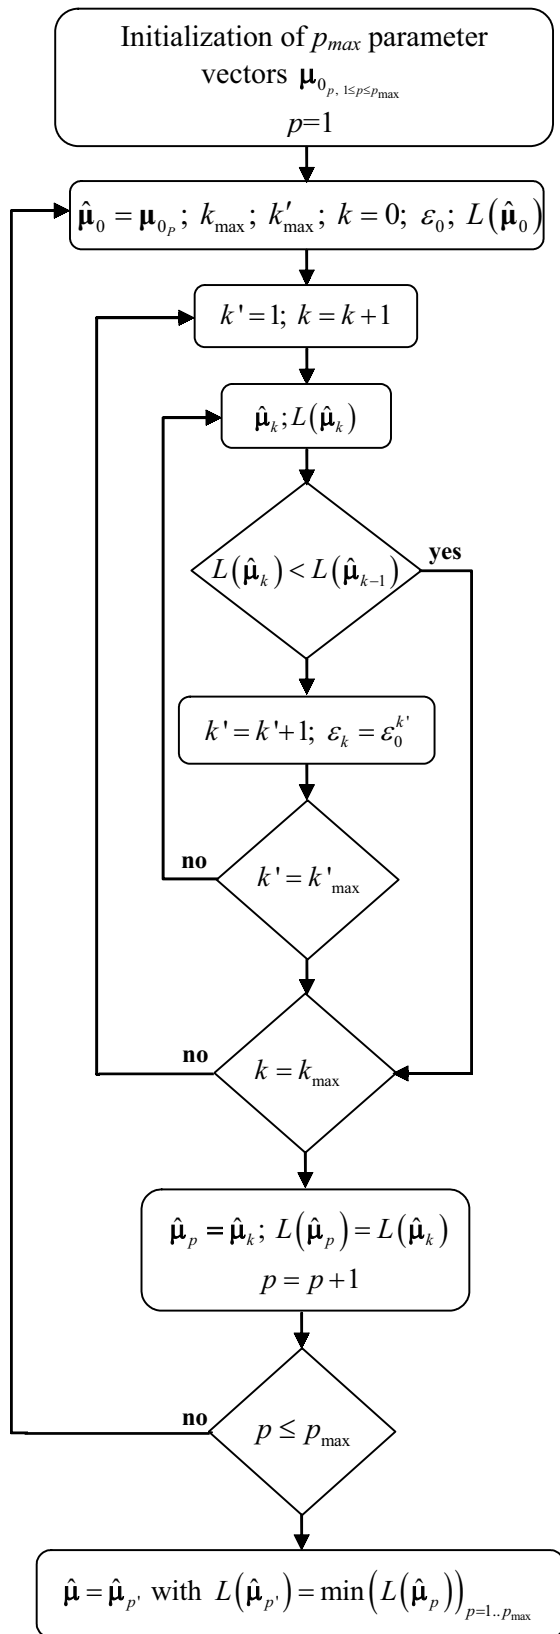 Initialization of p_max parameter
vectors μ_{0_{p, 1≤p≤p_max}}
p=1
μ̂_0 = μ_{0_P}; k_max; k′_max; k = 0; ε_0; L(μ̂_0)
k' = 1; k = k + 1
μ̂_k; L(μ̂_k)
L(μ̂_k) < L(μ̂_{k−1})
yes
k' = k'+1; ε_k = ε_0^{k'}
no
k' = k'_max
no
k = k_max
μ̂_p = μ̂_k; L(μ̂_p) = L(μ̂_k)
p = p + 1
no
p ≤ p_max
μ̂ = μ̂_{p'} with L(μ̂_{p'}) = min(L(μ̂_p))_{p=1..p_max}